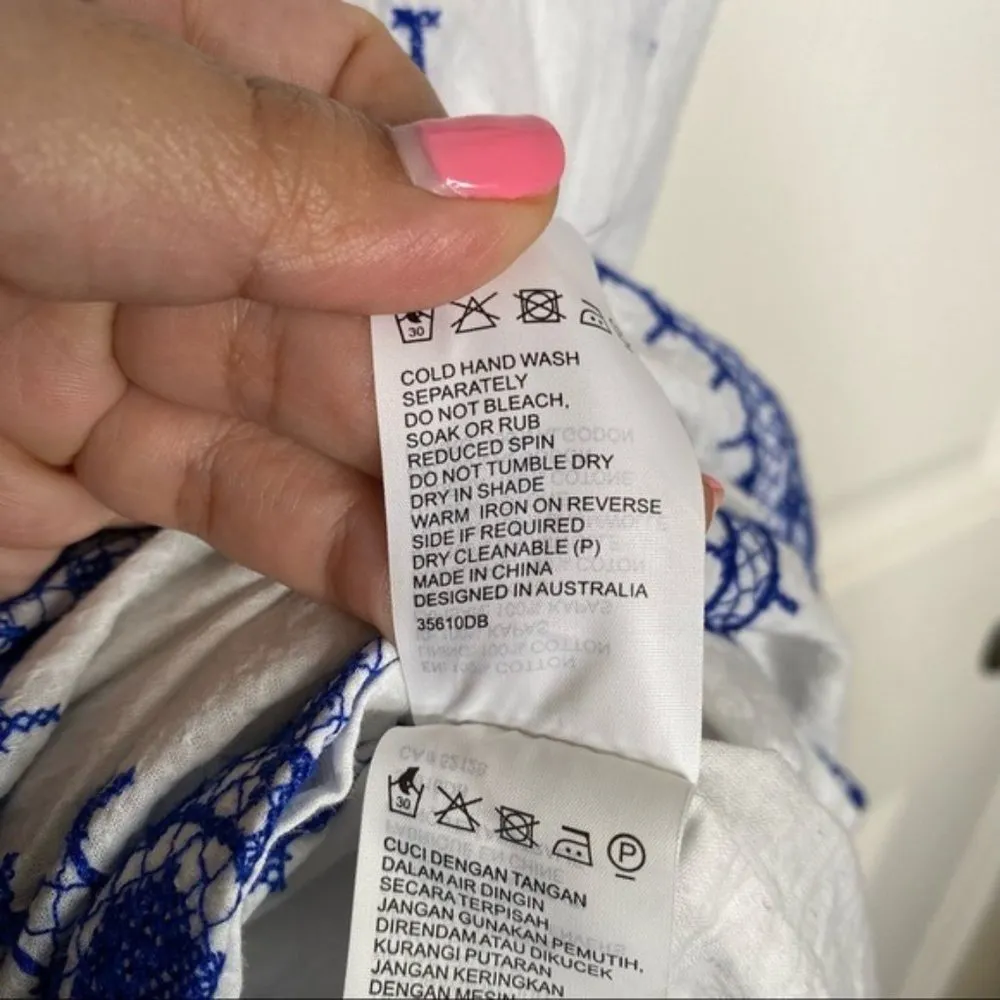 30
COLD HAND WASH
SEPARATELY
DO NOT BLEACH,
SOAK OR RUB
REDUCED SPIN
DO NOT TUMBLE DRY
DRY IN SHADE
WARM IRON ON REVERSE
SIDE IF REQUIRED
DRY CLEANABLE (P)
MADE IN CHINA
DESIGNED IN AUSTRALIA
35610DB
30 P
CUCI DENGAN TANGAN
DALAM AIR DINGIN
SECARA TERPISAH
JANGAN GUNAKAN PEMUTIH,
DIRENDAM ATAU DIKUCEK
KURANGI PUTARAN
JANGAN KERINGKAN
DENGAN MESIN